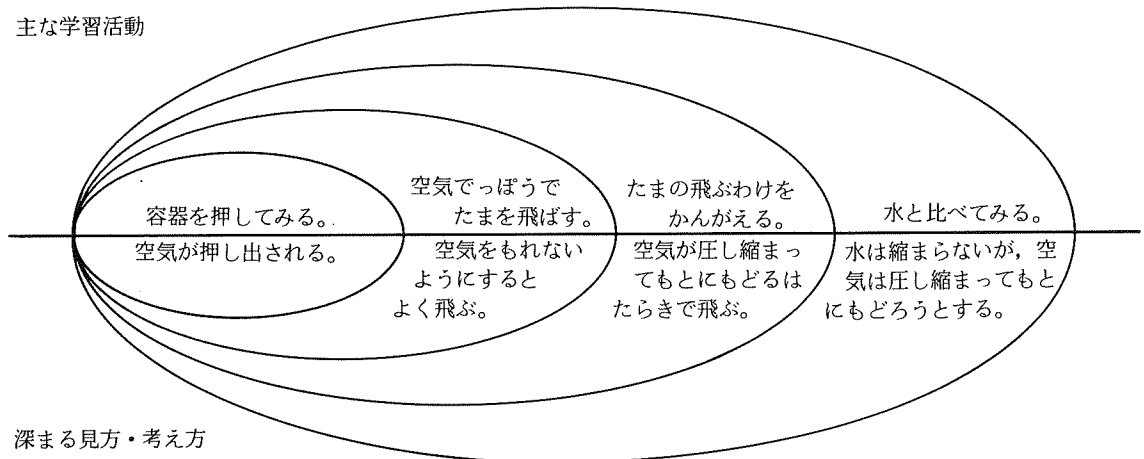 主な学習活動
容器を押してみる。
空気が押し出される。
空気でっぽうで
たまを飛ばす。
空気をもれない
ようにすると
よく飛ぶ。
たまの飛ぶわけを
かんがえる。
空気が圧し縮まっ
てもとにもどるは
たらきで飛ぶ。
水と比べてみる。
水は縮まらないが，空
気は圧し縮まってもと
にもどろうとする。
深まる見方・考え方